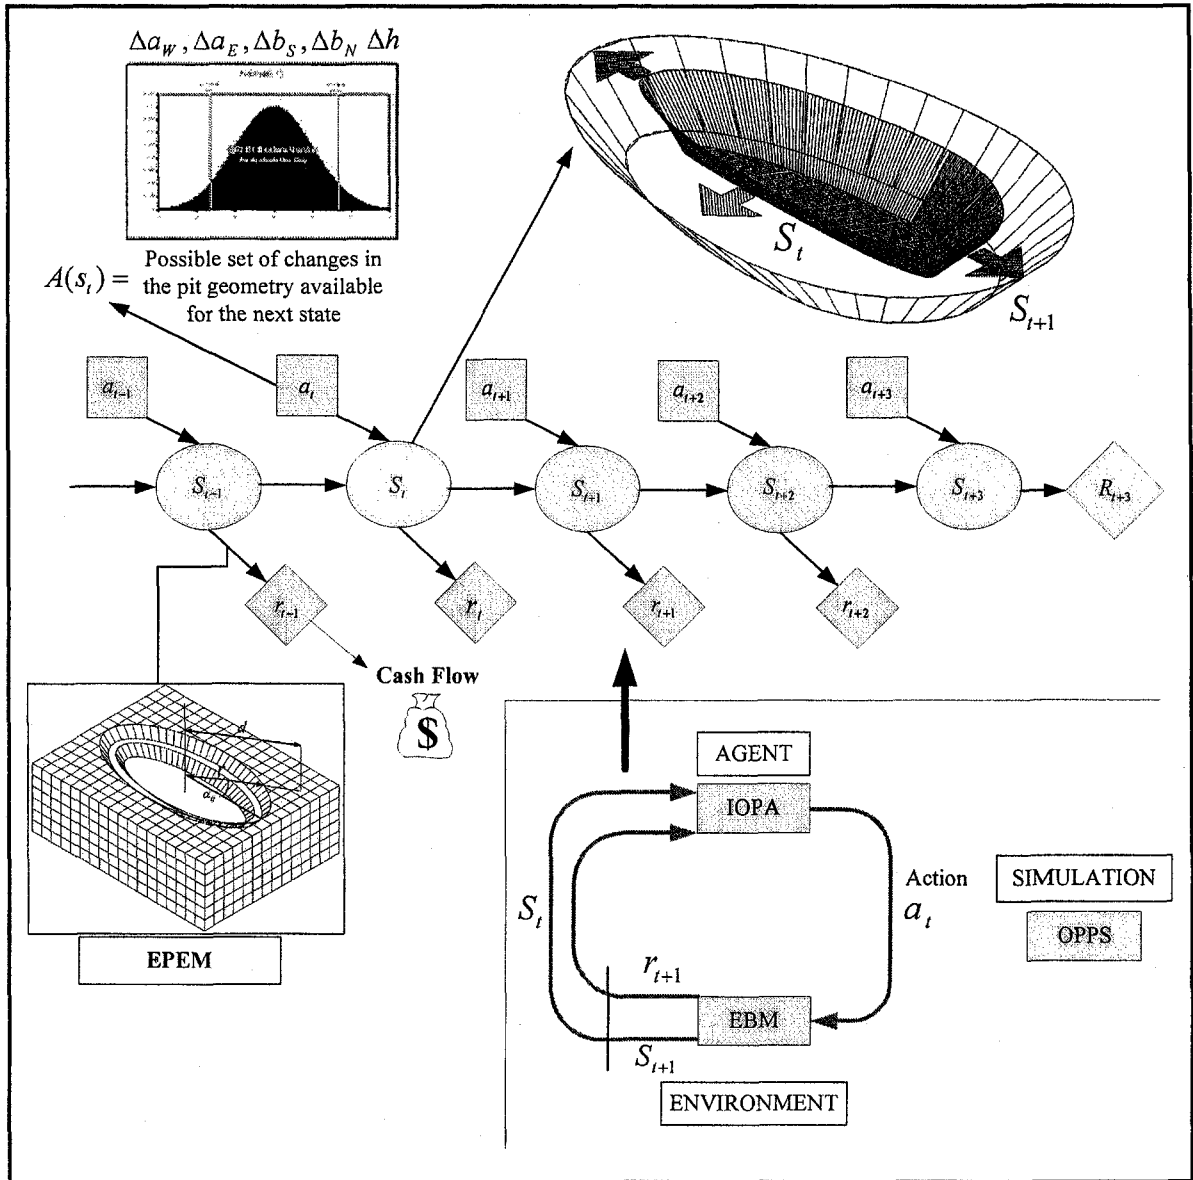 Δa_W, Δa_E, Δb_S, Δb_N Δh
A(s_t) =
Possible set of changes in
the pit geometry available
for the next state
S_t
S_{t+1}
a_{t-1}
a_t
a_{t+1}
a_{t+2}
a_{t+3}
S_{t-1}
S_t
S_{t+1}
S_{t+2}
S_{t+3}
R_{t+3}
r_{t-1}
r_t
r_{t+1}
r_{t+2}
Cash Flow
$
d
r
α_θ
EPEM
AGENT
IOPA
Action
a_t
SIMULATION
OPPS
S_t
r_{t+1}
EBM
S_{t+1}
ENVIRONMENT